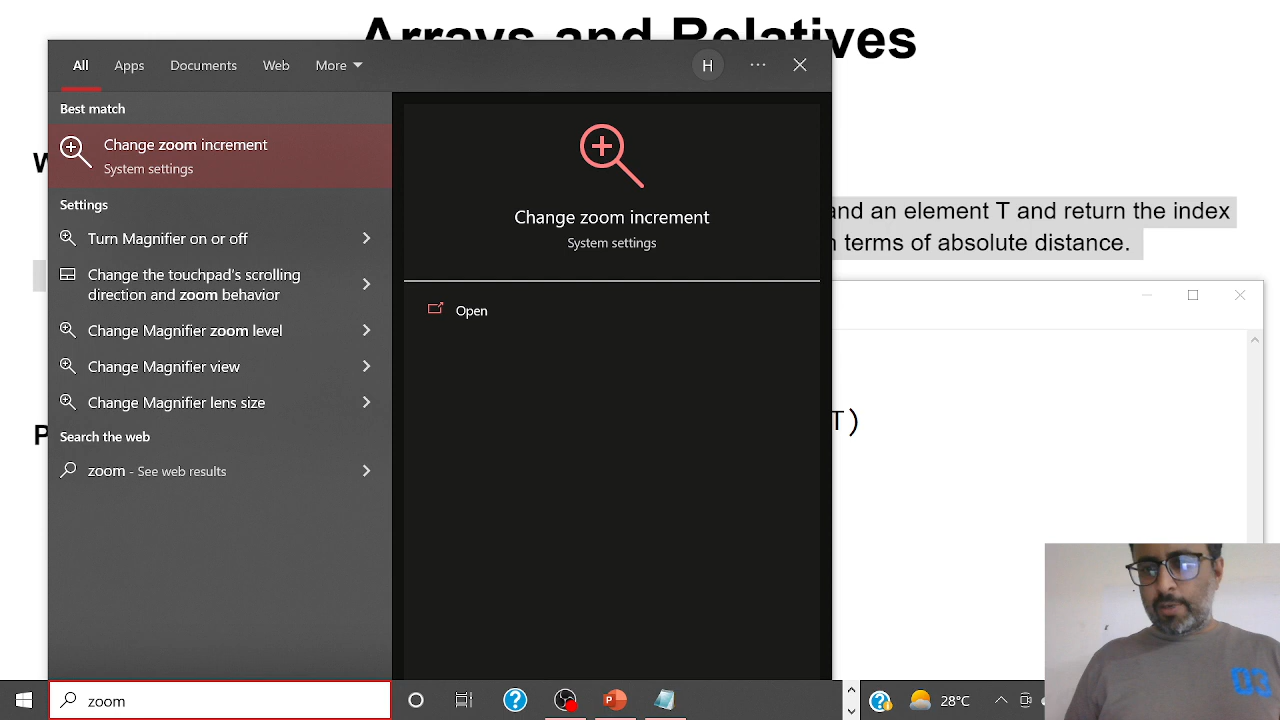 Arrays and Relatives
All Apps Documents Web More H ...
Best match
Change zoom increment
System settings
Settings
Turn Magnifier on or off
Change the touchpad's scrolling
direction and zoom behavior
Change Magnifier zoom level
Change Magnifier view
Change Magnifier lens size
Search the web
zoom - See web results
Change zoom increment
System settings
Open
and an element T and return the index
terms of absolute distance.
T)
P
zoom
28°C